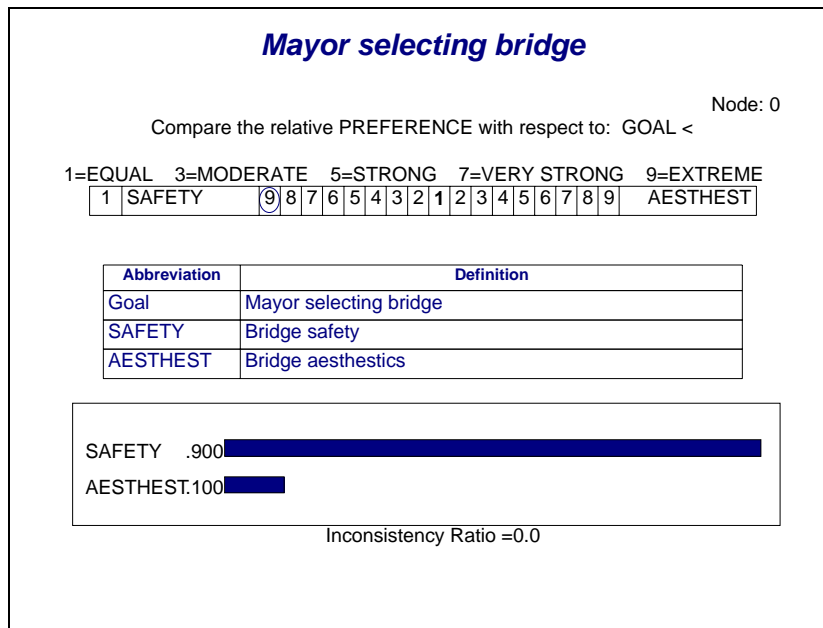 Mayor selecting bridge
Node: 0
Compare the relative PREFERENCE with respect to: GOAL <
1=EQUAL 3=MODERATE 5=STRONG 7=VERY STRONG 9=EXTREME
1 SAFETY 9 8 7 6 5 4 3 2 1 2 3 4 5 6 7 8 9 AESTHEST
Abbreviation Definition
Goal Mayor selecting bridge
SAFETY Bridge safety
AESTHEST Bridge aesthestics
SAFETY .900
AESTHEST .100
Inconsistency Ratio =0.0